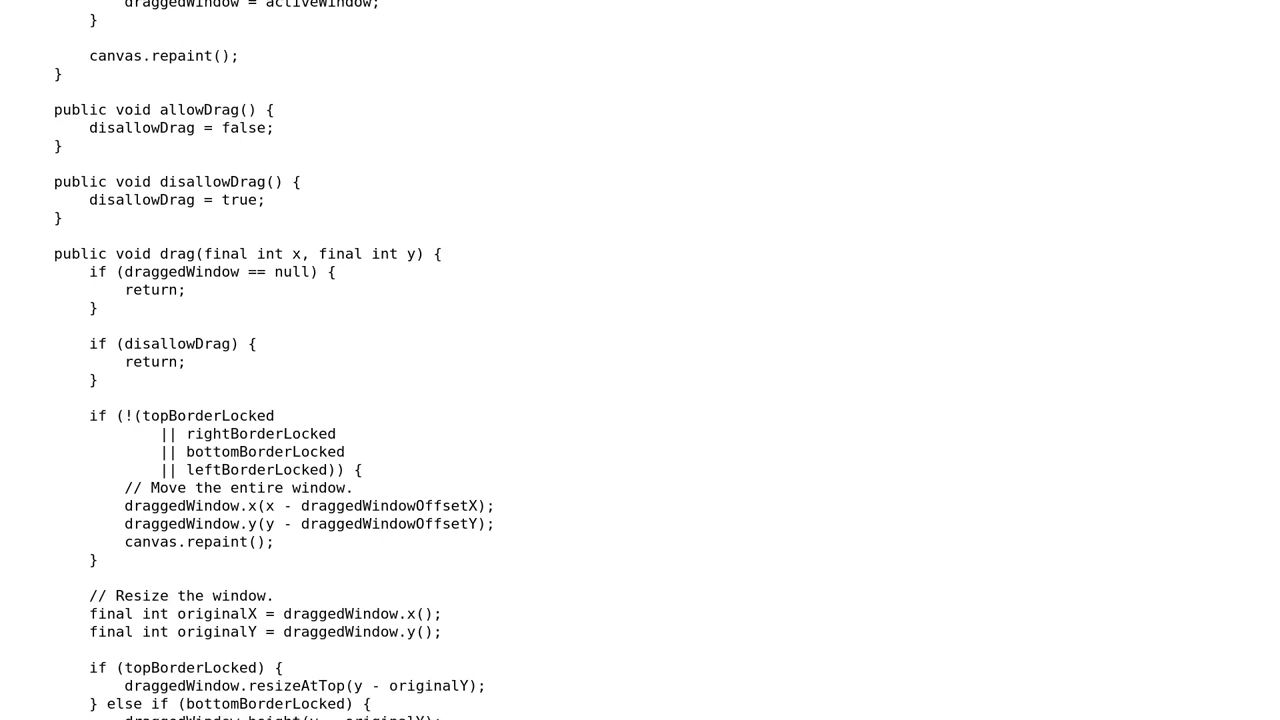 draggedWindow = activeWindow;
}
canvas.repaint();
}
public void allowDrag() {
disallowDrag = false;
}
public void disallowDrag() {
disallowDrag = true;
}
public void drag(final int x, final int y) {
if (draggedWindow == null) {
return;
}
if (disallowDrag) {
return;
}
if (!(topBorderLocked
|| rightBorderLocked
|| bottomBorderLocked
|| leftBorderLocked)) {
// Move the entire window.
draggedWindow.x(x - draggedWindowOffsetX);
draggedWindow.y(y - draggedWindowOffsetY);
canvas.repaint();
}
// Resize the window.
final int originalX = draggedWindow.x();
final int originalY = draggedWindow.y();
if (topBorderLocked) {
draggedWindow.resizeAtTop(y - originalY);
} else if (bottomBorderLocked) {
draggedWindow.height(y - originalY);